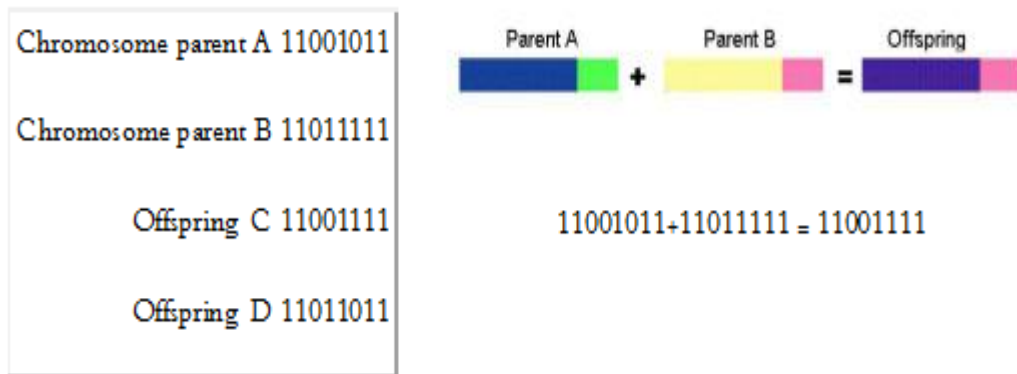 Chromosome parent A 11001011
Chromosome parent B 11011111
Offspring C 11001111
Offspring D 11011011
Parent A Parent B Offspring
+ =
11001011+11011111 = 11001111